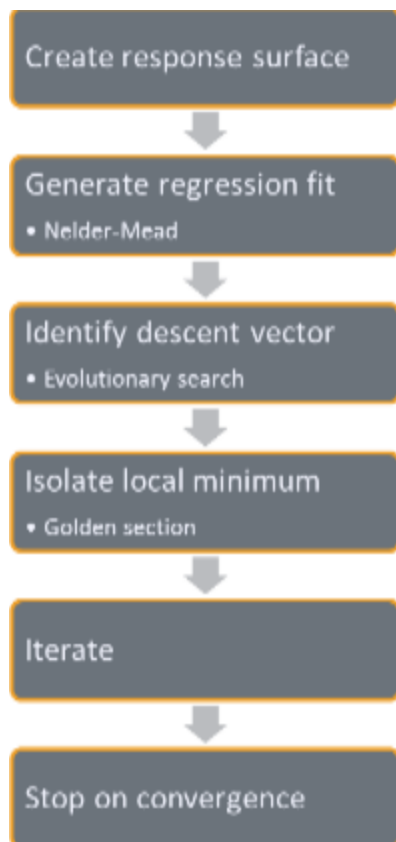 Create response surface
Generate regression fit
• Nelder-Mead
Identify descent vector
• Evolutionary search
Isolate local minimum
• Golden section
Iterate
Stop on convergence